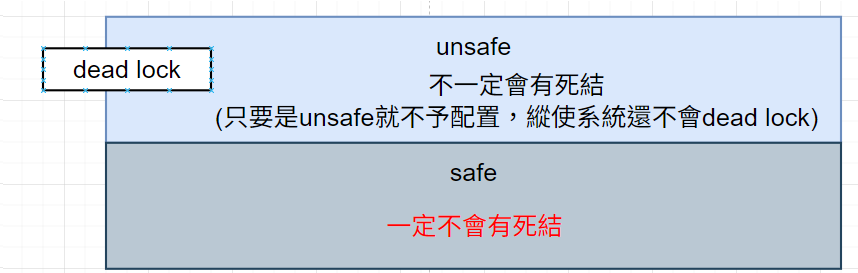 unsafe
dead lock
不一定會有死結
(只要是unsafe就不予配置，縱使系統還不會dead lock)
safe
一定不會有死結